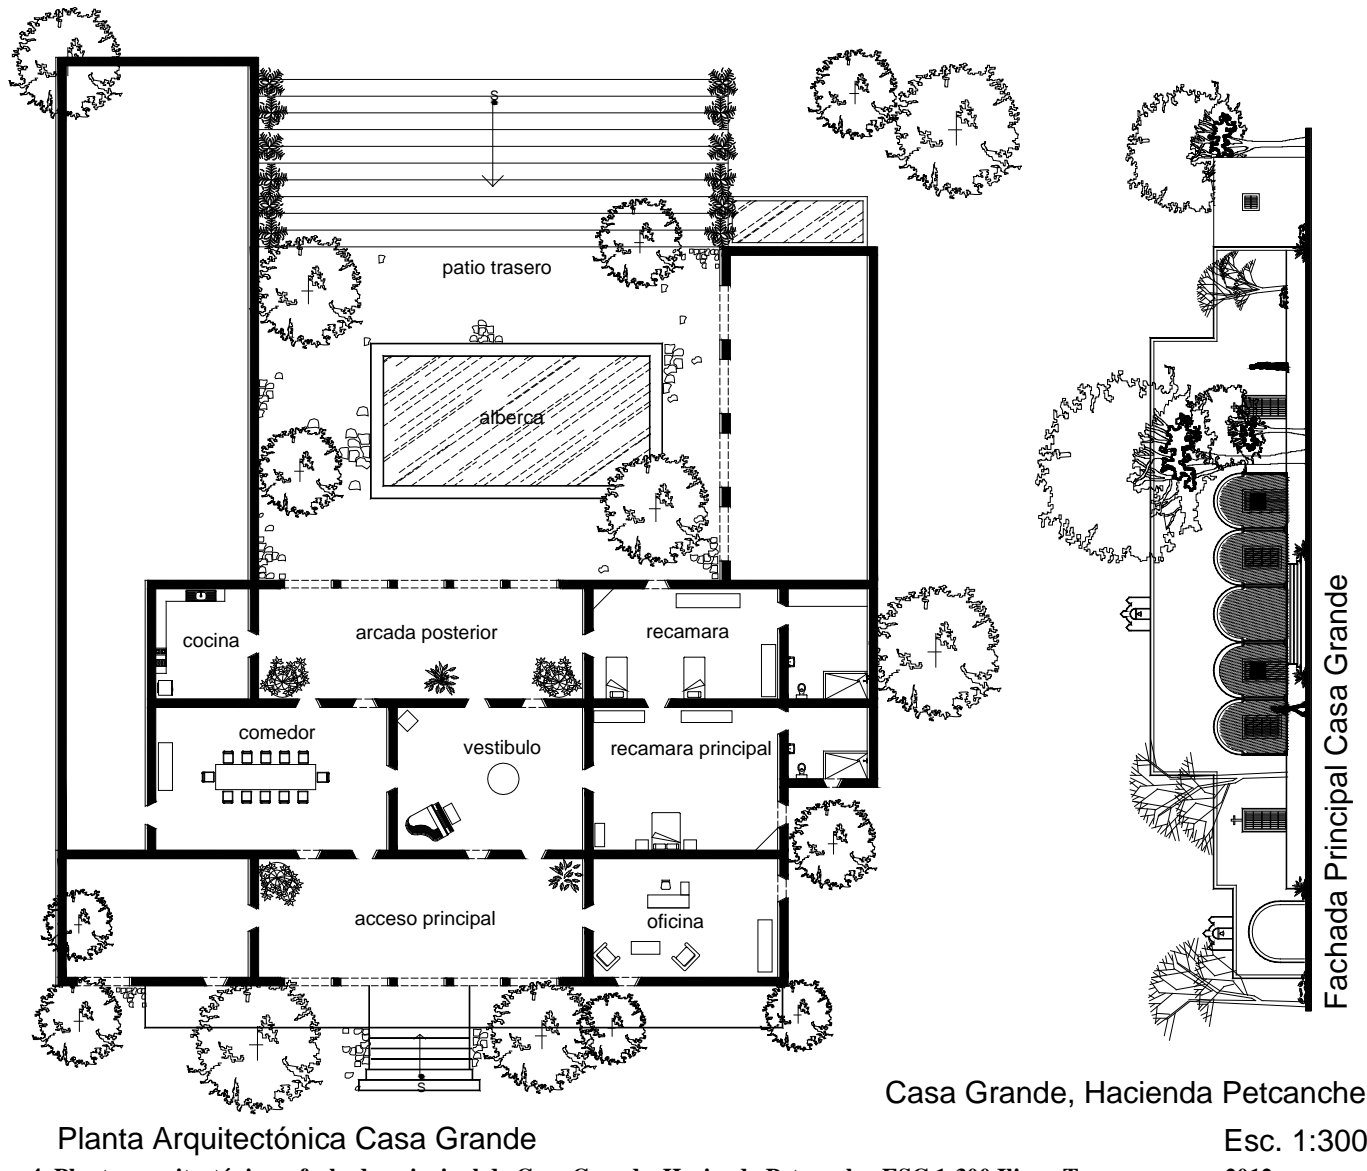 S
patio trasero
alberca
cocina
arcada posterior
recamara
comedor
vestibulo
recamara principal
acceso principal
oficina
S
Fachada Principal Casa Grande
Casa Grande, Hacienda Petcanche
Planta Arquitectónica Casa Grande
Esc. 1:300